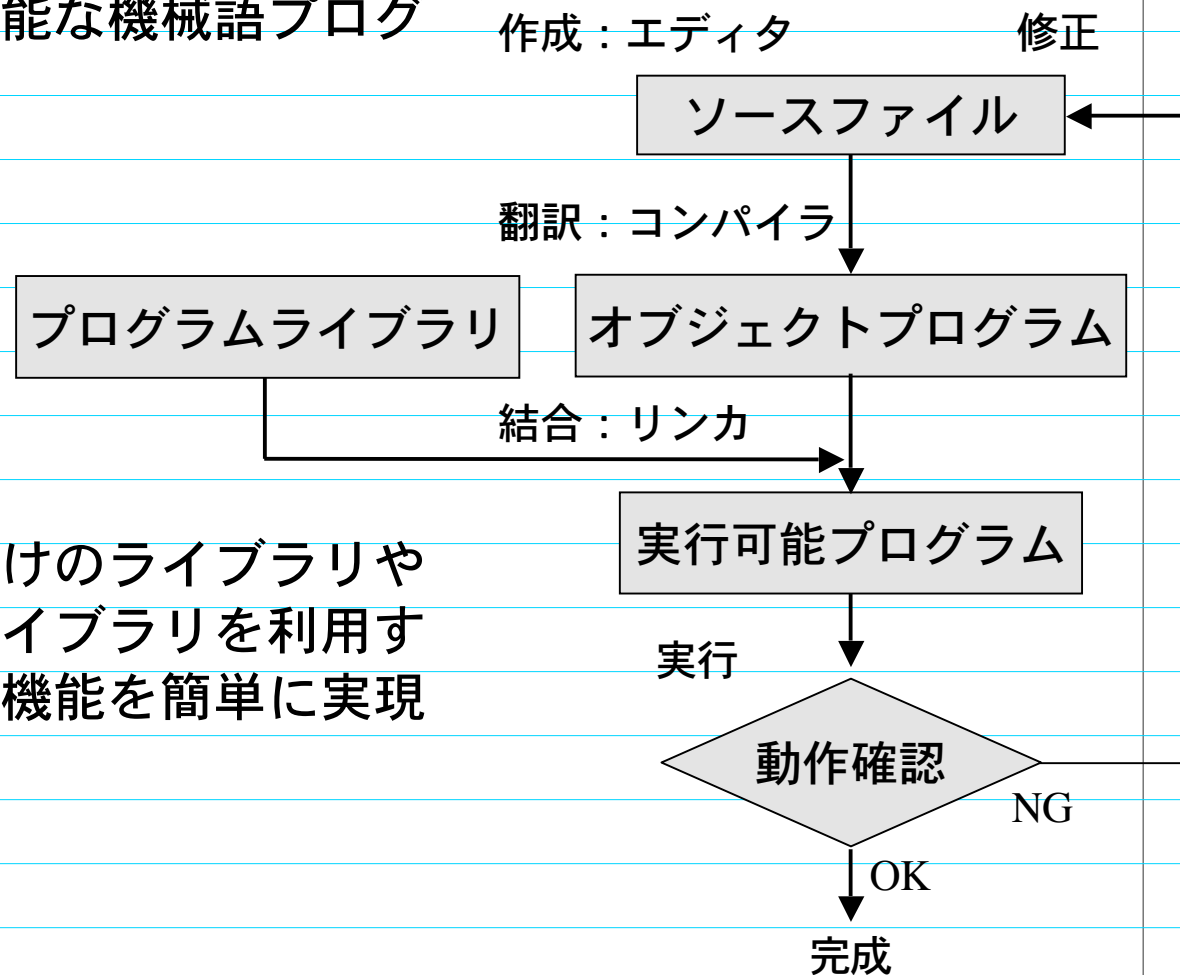 能な機械語プログ
作成：エディタ
修正
ソースファイル
翻訳：コンパイラ
プログラムライブラリ
オブジェクトプログラム
結合：リンカ
実行可能プログラム
けのライブラリや
イブラリを利用す
機能を簡単に実現
実行
動作確認
NG
OK
完成